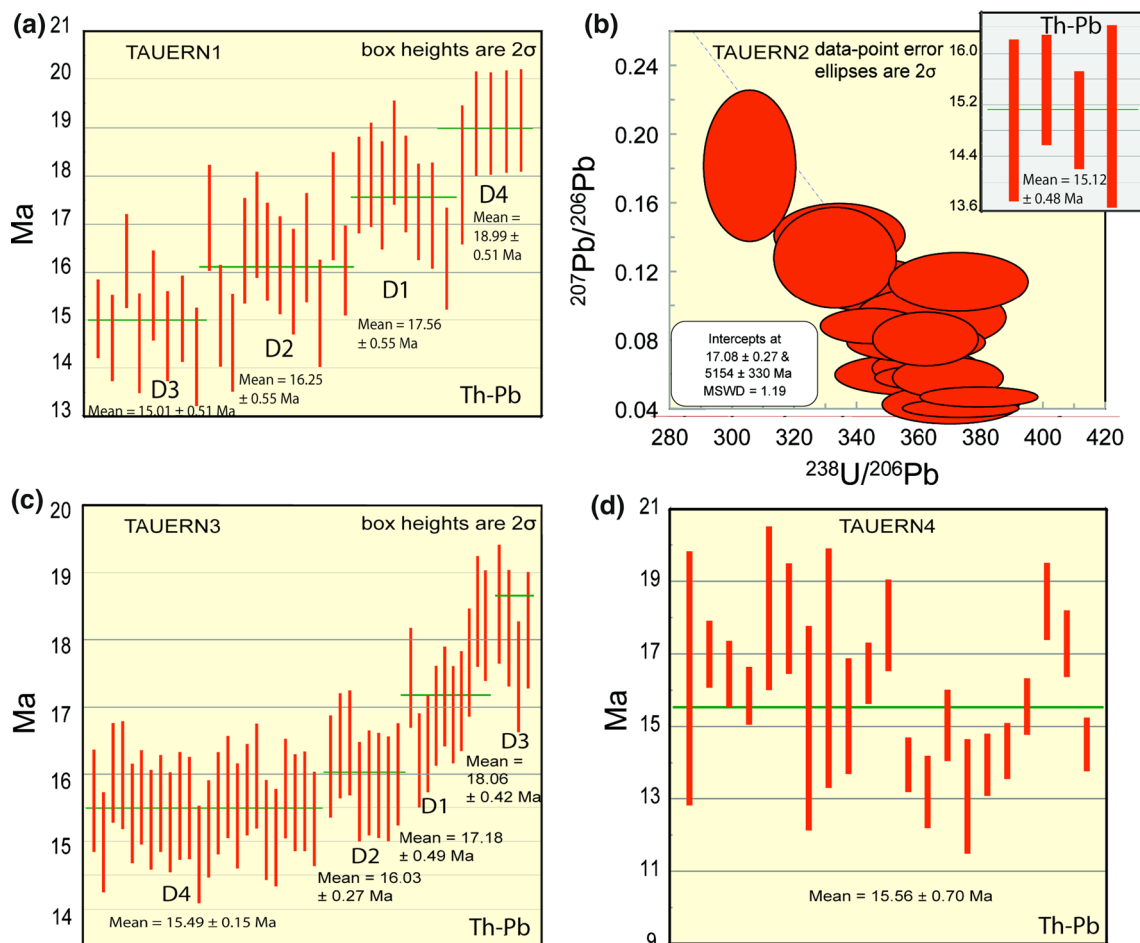 (a)
TAUERN1
box heights are 2σ
21
20
19
18
17
16
15
14
13
Ma
D3
Mean = 15.01 ± 0.51 Ma
D2
Mean = 16.25
± 0.55 Ma
D1
Mean = 17.56
± 0.55 Ma
D4
Mean =
18.99 ±
0.51 Ma
Th-Pb
(b)
TAUERN2
data-point error
ellipses are 2σ
0.24
0.20
0.16
0.12
0.08
0.04
207Pb/206Pb
280 300 320 340 360 380 400 420
238U/206Pb
Intercepts at
17.08 ± 0.27 &
5154 ± 330 Ma
MSWD = 1.19
Th-Pb
16.0
15.2
14.4
13.6
Mean = 15.12
± 0.48 Ma
(c)
TAUERN3
box heights are 2σ
20
19
18
17
16
15
14
Ma
D4
Mean = 15.49 ± 0.15 Ma
D2
Mean = 16.03
± 0.27 Ma
D1
Mean = 17.18
± 0.49 Ma
D3
Mean =
18.06
± 0.42 Ma
Th-Pb
(d)
TAUERN4
21
19
17
15
13
11
9
Ma
Mean = 15.56 ± 0.70 Ma
Th-Pb